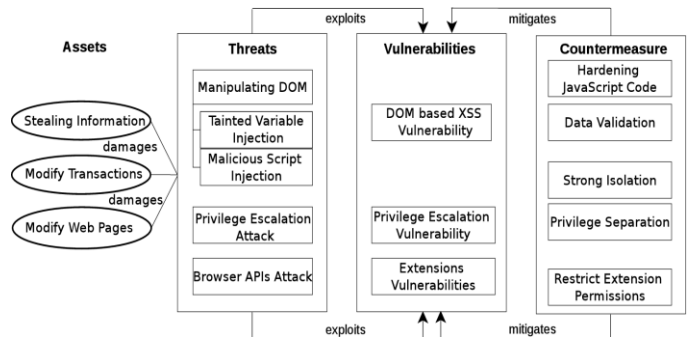 exploits
mitigates
Assets
Threats
Vulnerabilities
Countermeasure
Manipulating DOM
Tainted Variable
Injection
Malicious Script
Injection
Privilege Escalation
Attack
Browser APIs Attack
Stealing Information
damages
Modify Transactions
damages
Modify Web Pages
DOM based XSS
Vulnerability
Privilege Escalation
Vulnerability
Extensions
Vulnerabilities
Hardening
JavaScript Code
Data Validation
Strong Isolation
Privilege Separation
Restrict Extension
Permissions
exploits
mitigates